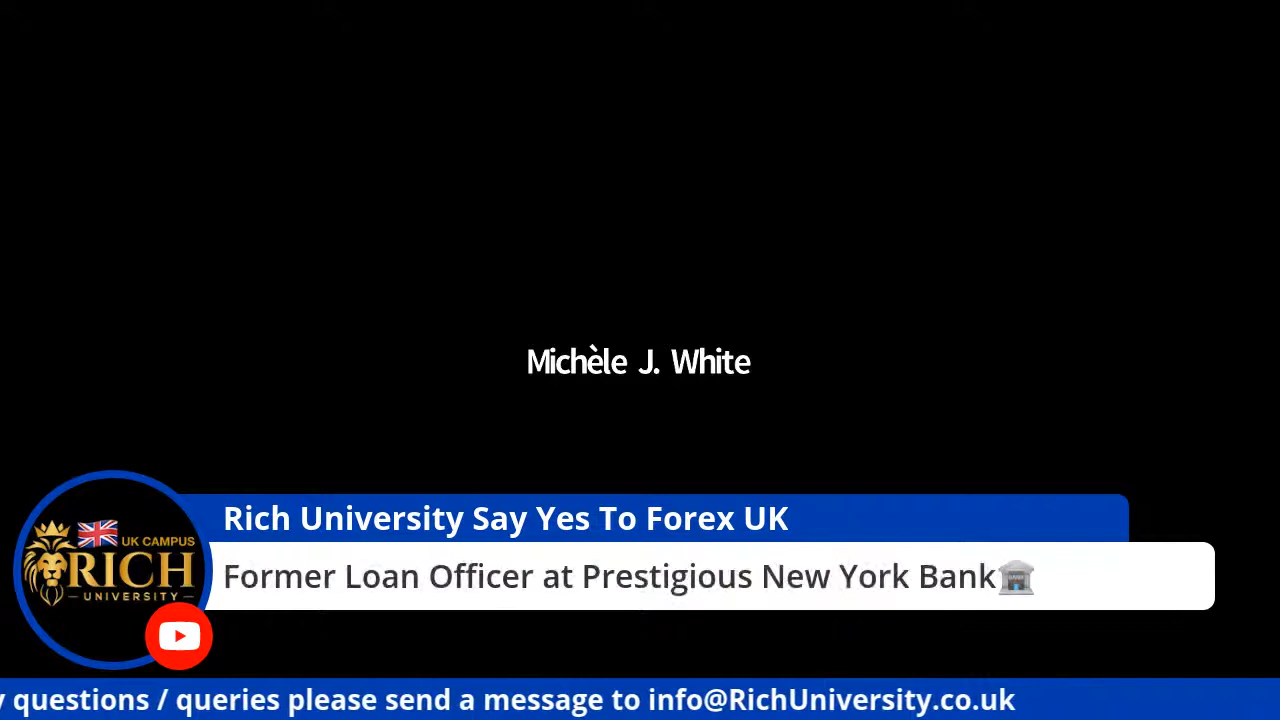 Michèle J. White
Rich University Say Yes To Forex UK
UK CAMPUS
RICH
UNIVERSITY
Former Loan Officer at Prestigious New York Bank
questions / queries please send a message to info@RichUniversity.co.uk